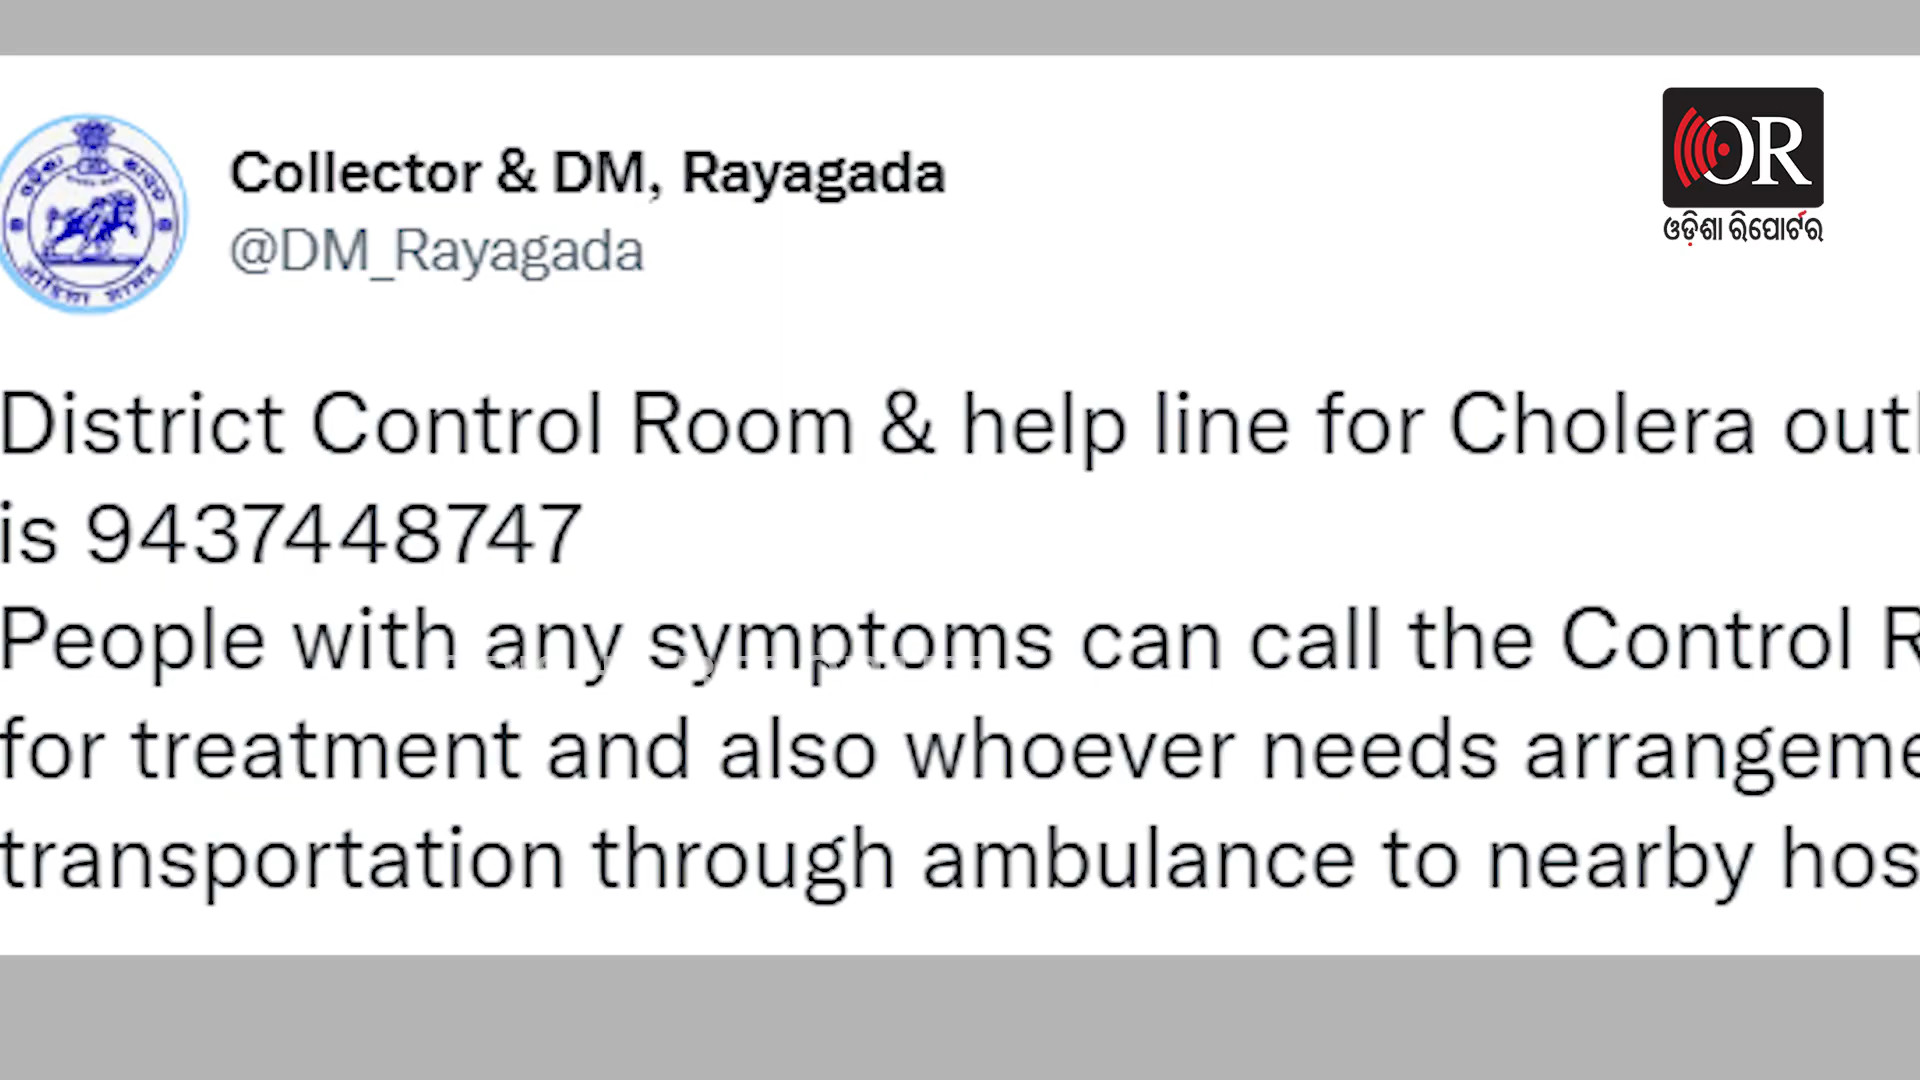 Collector & DM, Rayagada
@DM_Rayagada
OR
ଓଡ଼ିଶା ରିପୋର୍ଟର
District Control Room & help line for Cholera
is 9437448747
People with any symptoms can call the Control
for treatment and also whoever needs
transportation through ambulance to nearby